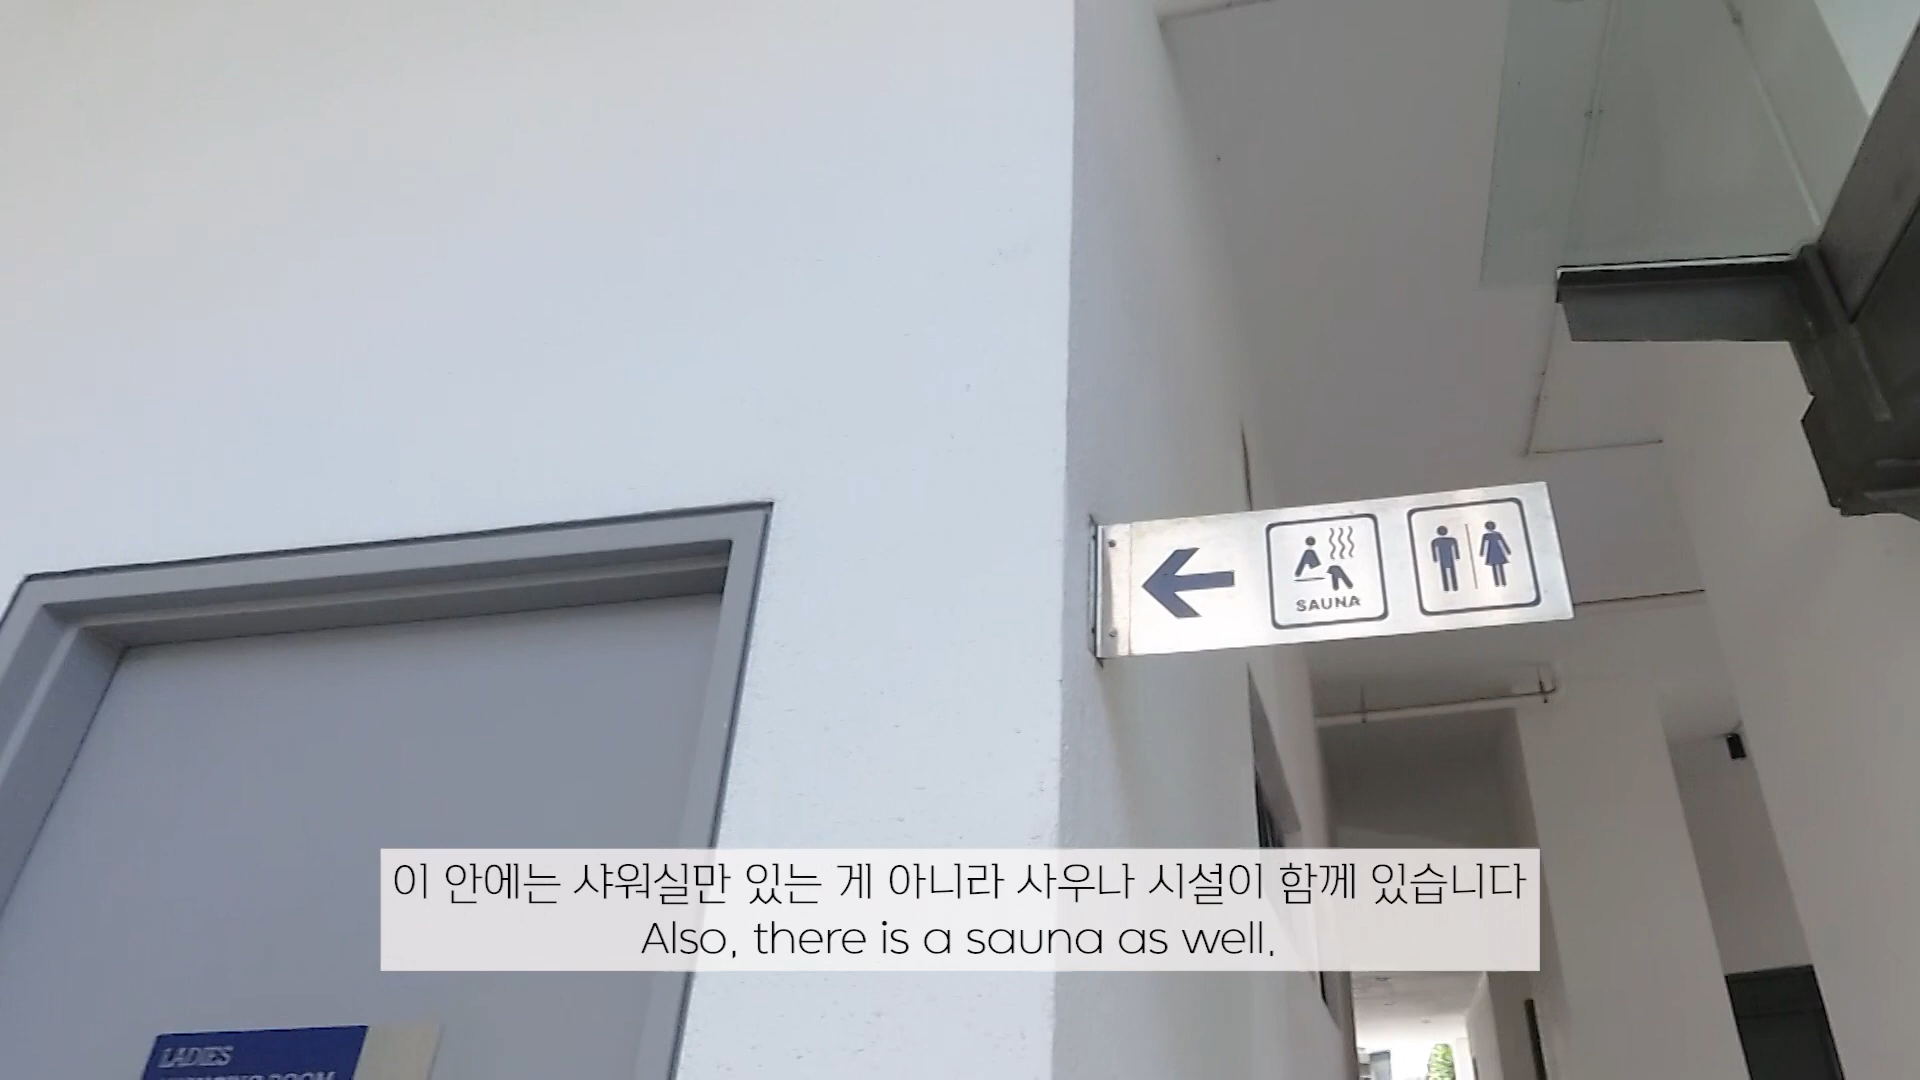 SAUNA
이 안에는 샤워실만 있는 게 아니라 사우나 시설이 함께 있습니다
Also, there is a sauna as well.
LADIES